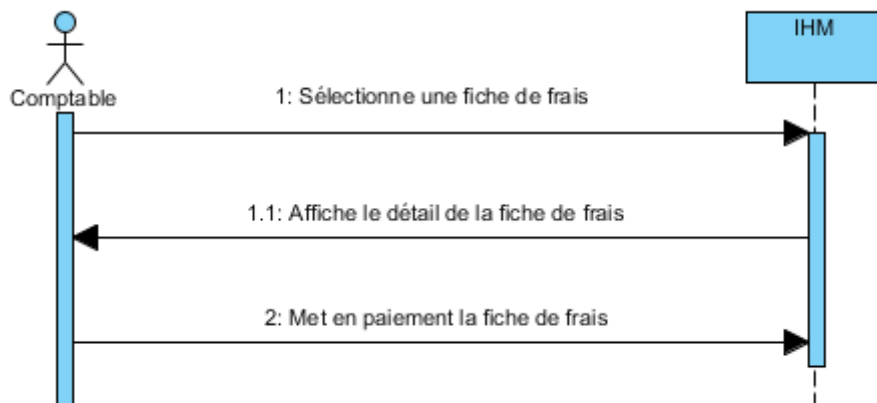 IHM
Comptable
1: Sélectionne une fiche de frais
1.1: Affiche le détail de la fiche de frais
2: Met en paiement la fiche de frais